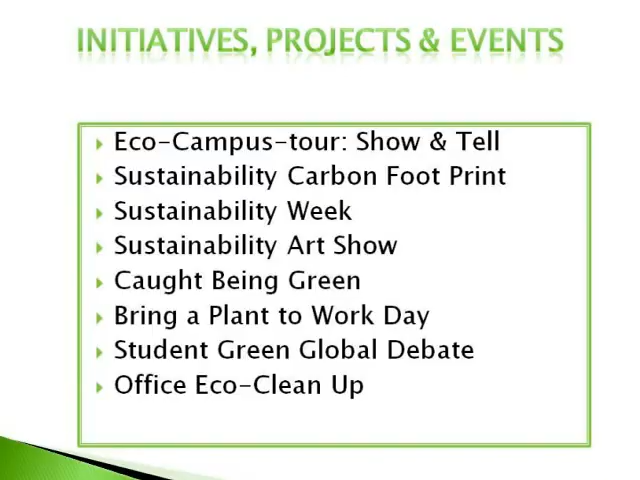 INITIATIVES, PROJECTS & EVENTS
Eco-Campus-tour: Show & Tell
Sustainability Carbon Foot Print
Sustainability Week
Sustainability Art Show
Caught Being Green
Bring a Plant to Work Day
Student Green Global Debate
Office Eco-Clean Up